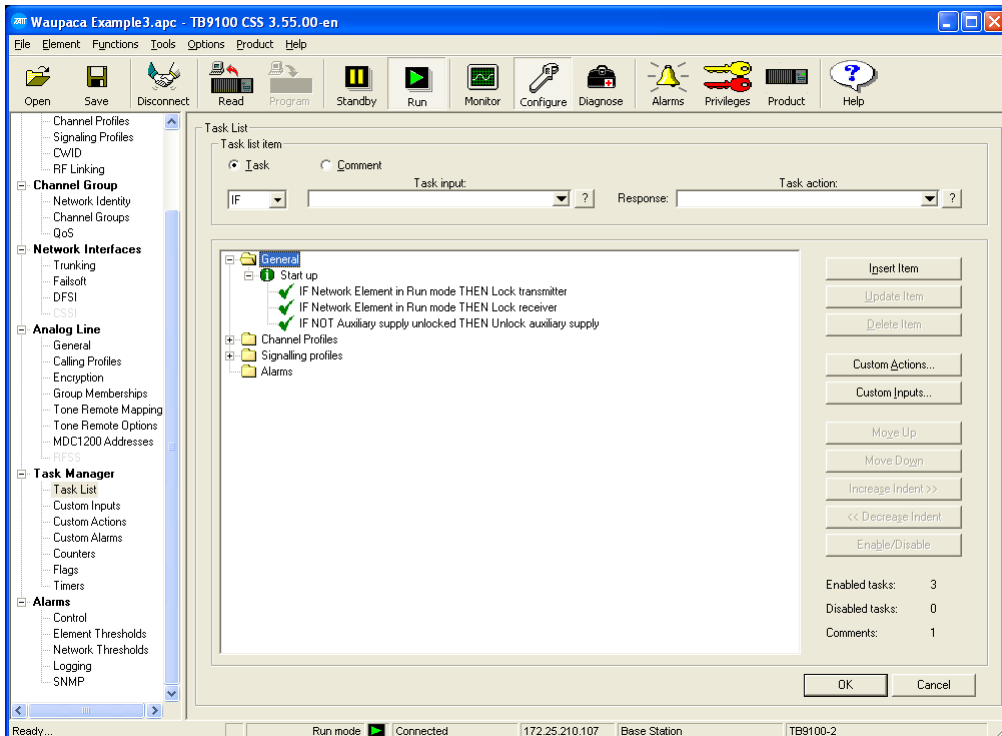 TAIT Waupaca Example3.apc - TB9100 CSS 3.55.00-en
File Element Functions Tools Options Product Help
Open Save Disconnect Read Program Standby Run Monitor Configure Diagnose Alarms Privileges Product Help
Channel Profiles
Signaling Profiles
CWID
RF Linking
Channel Group
Network Identity
Channel Groups
QoS
Network Interfaces
Trunking
Failsoft
DFSI
CSSI
Analog Line
General
Calling Profiles
Encryption
Group Memberships
Tone Remote Mapping
Tone Remote Options
MDC1200 Addresses
RFSS
Task Manager
Task List
Custom Inputs
Custom Actions
Custom Alarms
Counters
Flags
Timers
Alarms
Control
Element Thresholds
Network Thresholds
Logging
SNMP
Task List
Task list item
Task Comment
Task input: Task action:
IF ? Response: ?
General
Start up
IF Network Element in Run mode THEN Lock transmitter
IF Network Element in Run mode THEN Lock receiver
IF NOT Auxiliary supply unlocked THEN Unlock auxiliary supply
Channel Profiles
Signalling profiles
Alarms
Insert Item
Update Item
Delete Item
Custom Actions...
Custom Inputs...
Move Up
Move Down
Increase Indent >>
<< Decrease Indent
Enable/Disable
Enabled tasks: 3
Disabled tasks: 0
Comments: 1
OK Cancel
Ready... Run mode Connected 172.25.210.107 Base Station TB9100-2